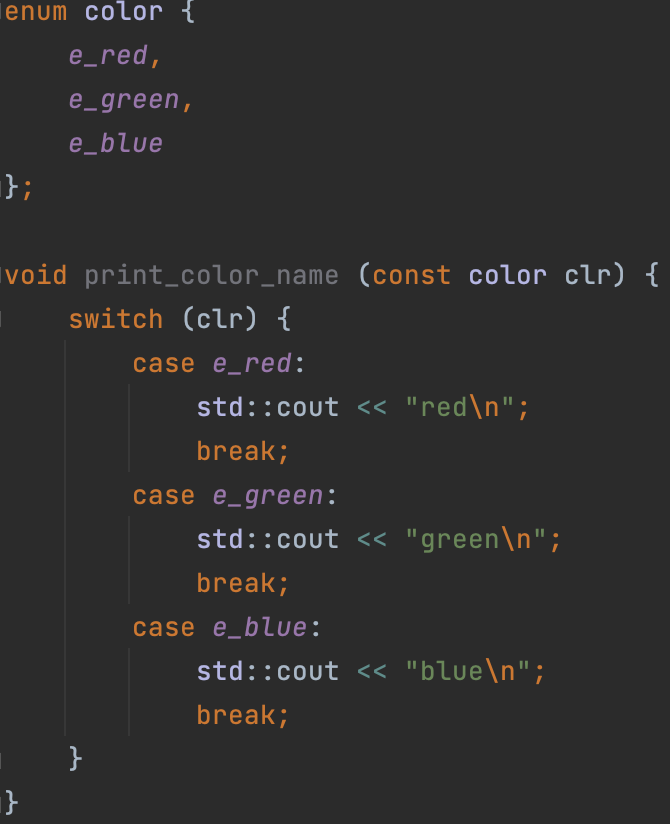 enum color {
    e_red,
    e_green,
    e_blue
};

void print_color_name (const color clr) {
    switch (clr) {
        case e_red:
            std::cout << "red\n";
            break;
        case e_green:
            std::cout << "green\n";
            break;
        case e_blue:
            std::cout << "blue\n";
            break;
    }
}